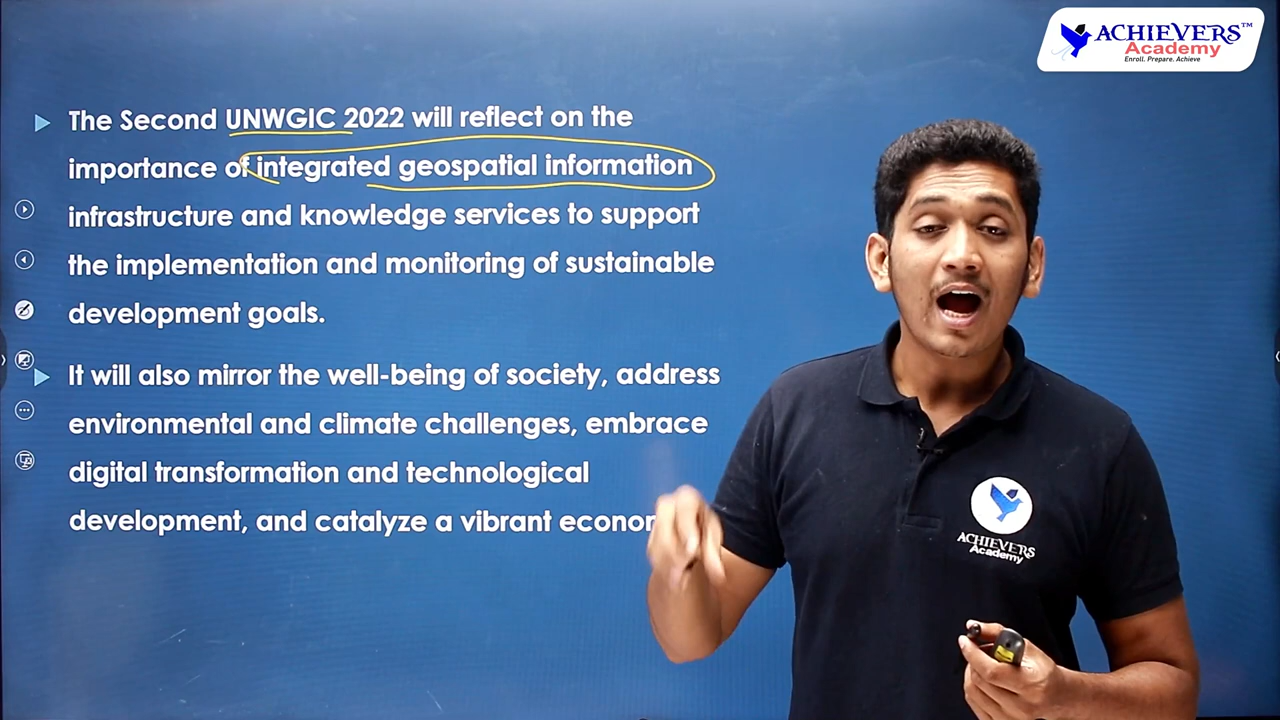 ACHIEVERS™
Academy
Enroll. Prepare. Achieve
The Second UNWGIC 2022 will reflect on the
importance of integrated geospatial information
infrastructure and knowledge services to support
the implementation and monitoring of sustainable
development goals.
It will also mirror the well-being of society, address
environmental and climate challenges, embrace
digital transformation and technological
development, and catalyze a vibrant
ACHIEVERS
Academy